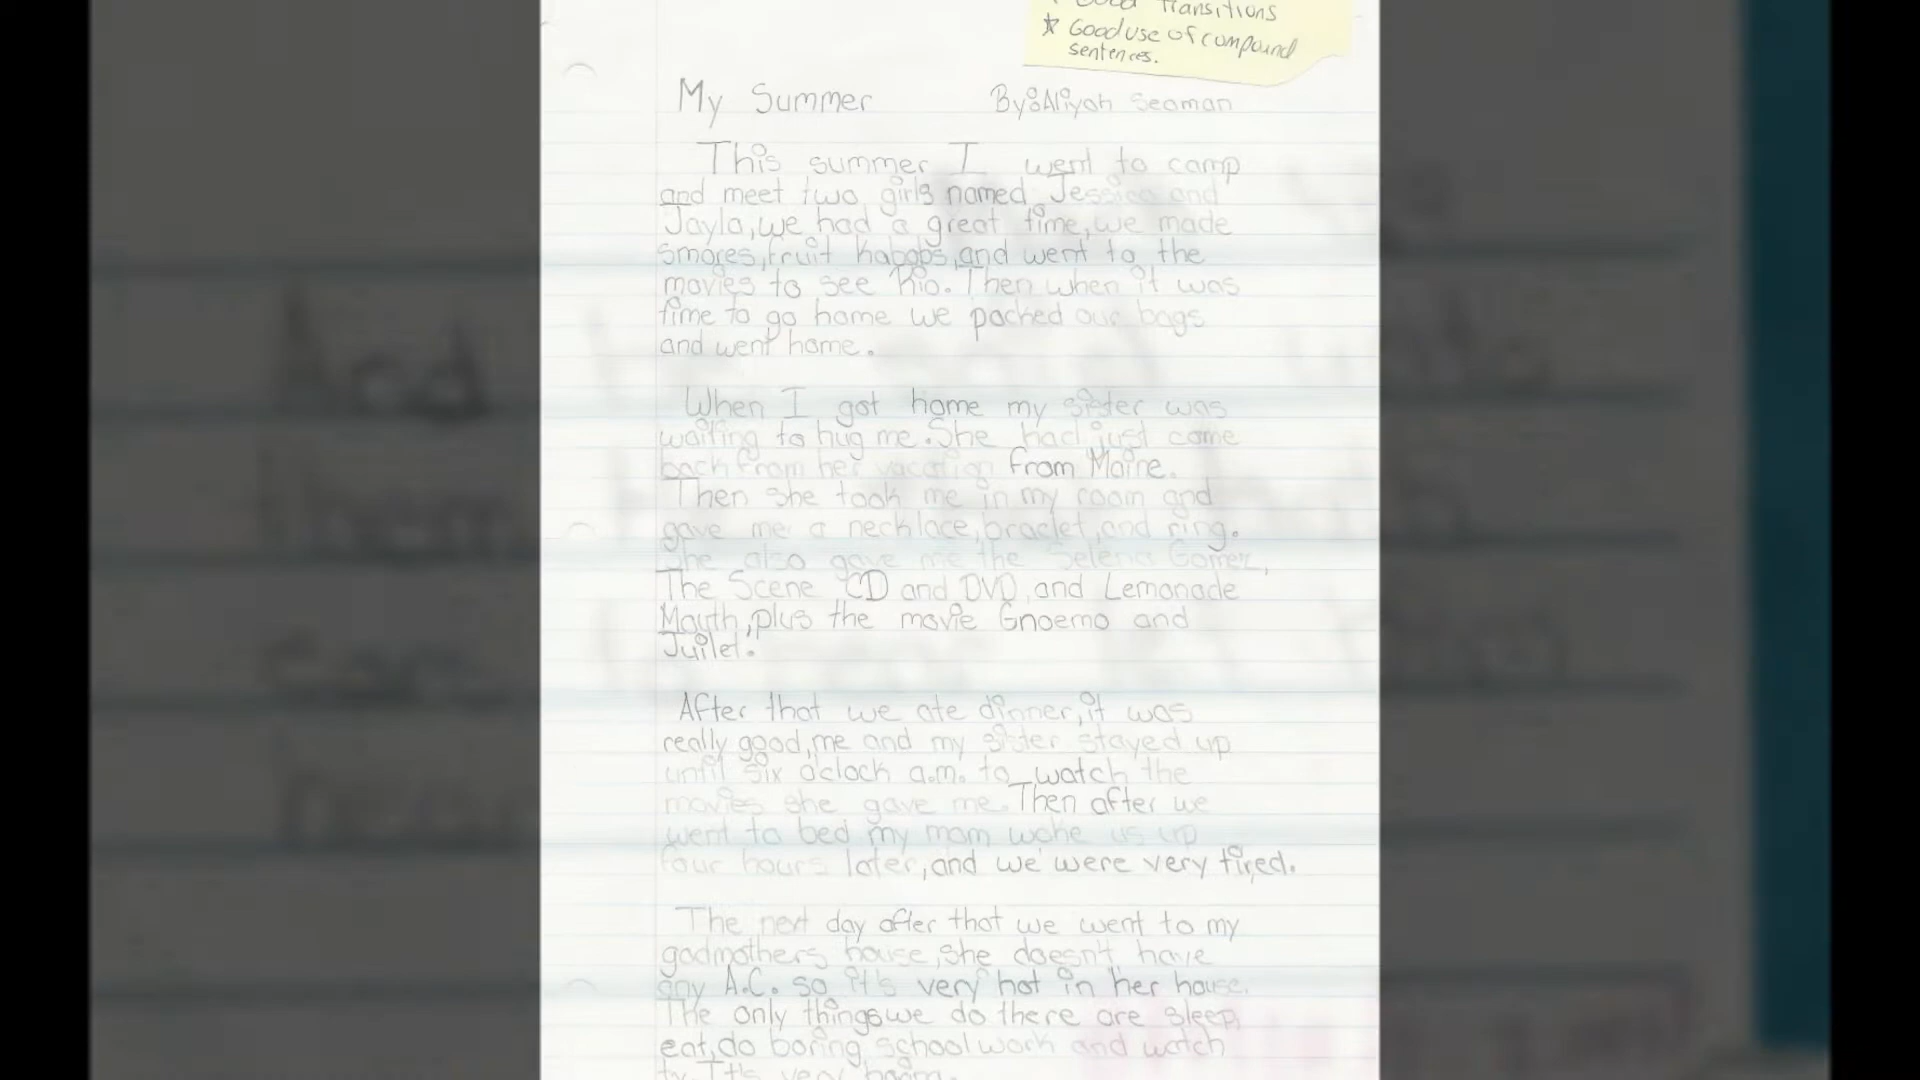 Good Transitions
★ Good use of compound
sentences.
My Summer By: Aliyah Seaman
This summer I went to camp
and meet two girls named Jessica and
Jayla, we had a great time, we made
smores, fruit kabobs, and went to the
movies to see Rio. Then when it was
time to go home we packed our bags
and went home.
When I got home my sister was
waiting to hug me. She had just come
back from her vacation from Maine.
Then she took me in my room and
gave me a necklace, braclet, and ring.
She also gave me the Selena Gomez,
The Scene CD and DVD, and Lemonade
Mouth, plus the movie Gnoemo and
Juilet.
After that we ate dinner, it was
really good, me and my sister stayed up
until six o'clock a.m. to watch the
movies she gave me. Then after we
went to bed my mom woke us up
four hours later, and we were very tired.
The next day after that we went to my
godmothers house, she doesn't have
any A.C. so it's very hot in her house.
The only things we do there are sleep,
eat, do boring schoolwork and watch
tv. It's very boring.
And
them